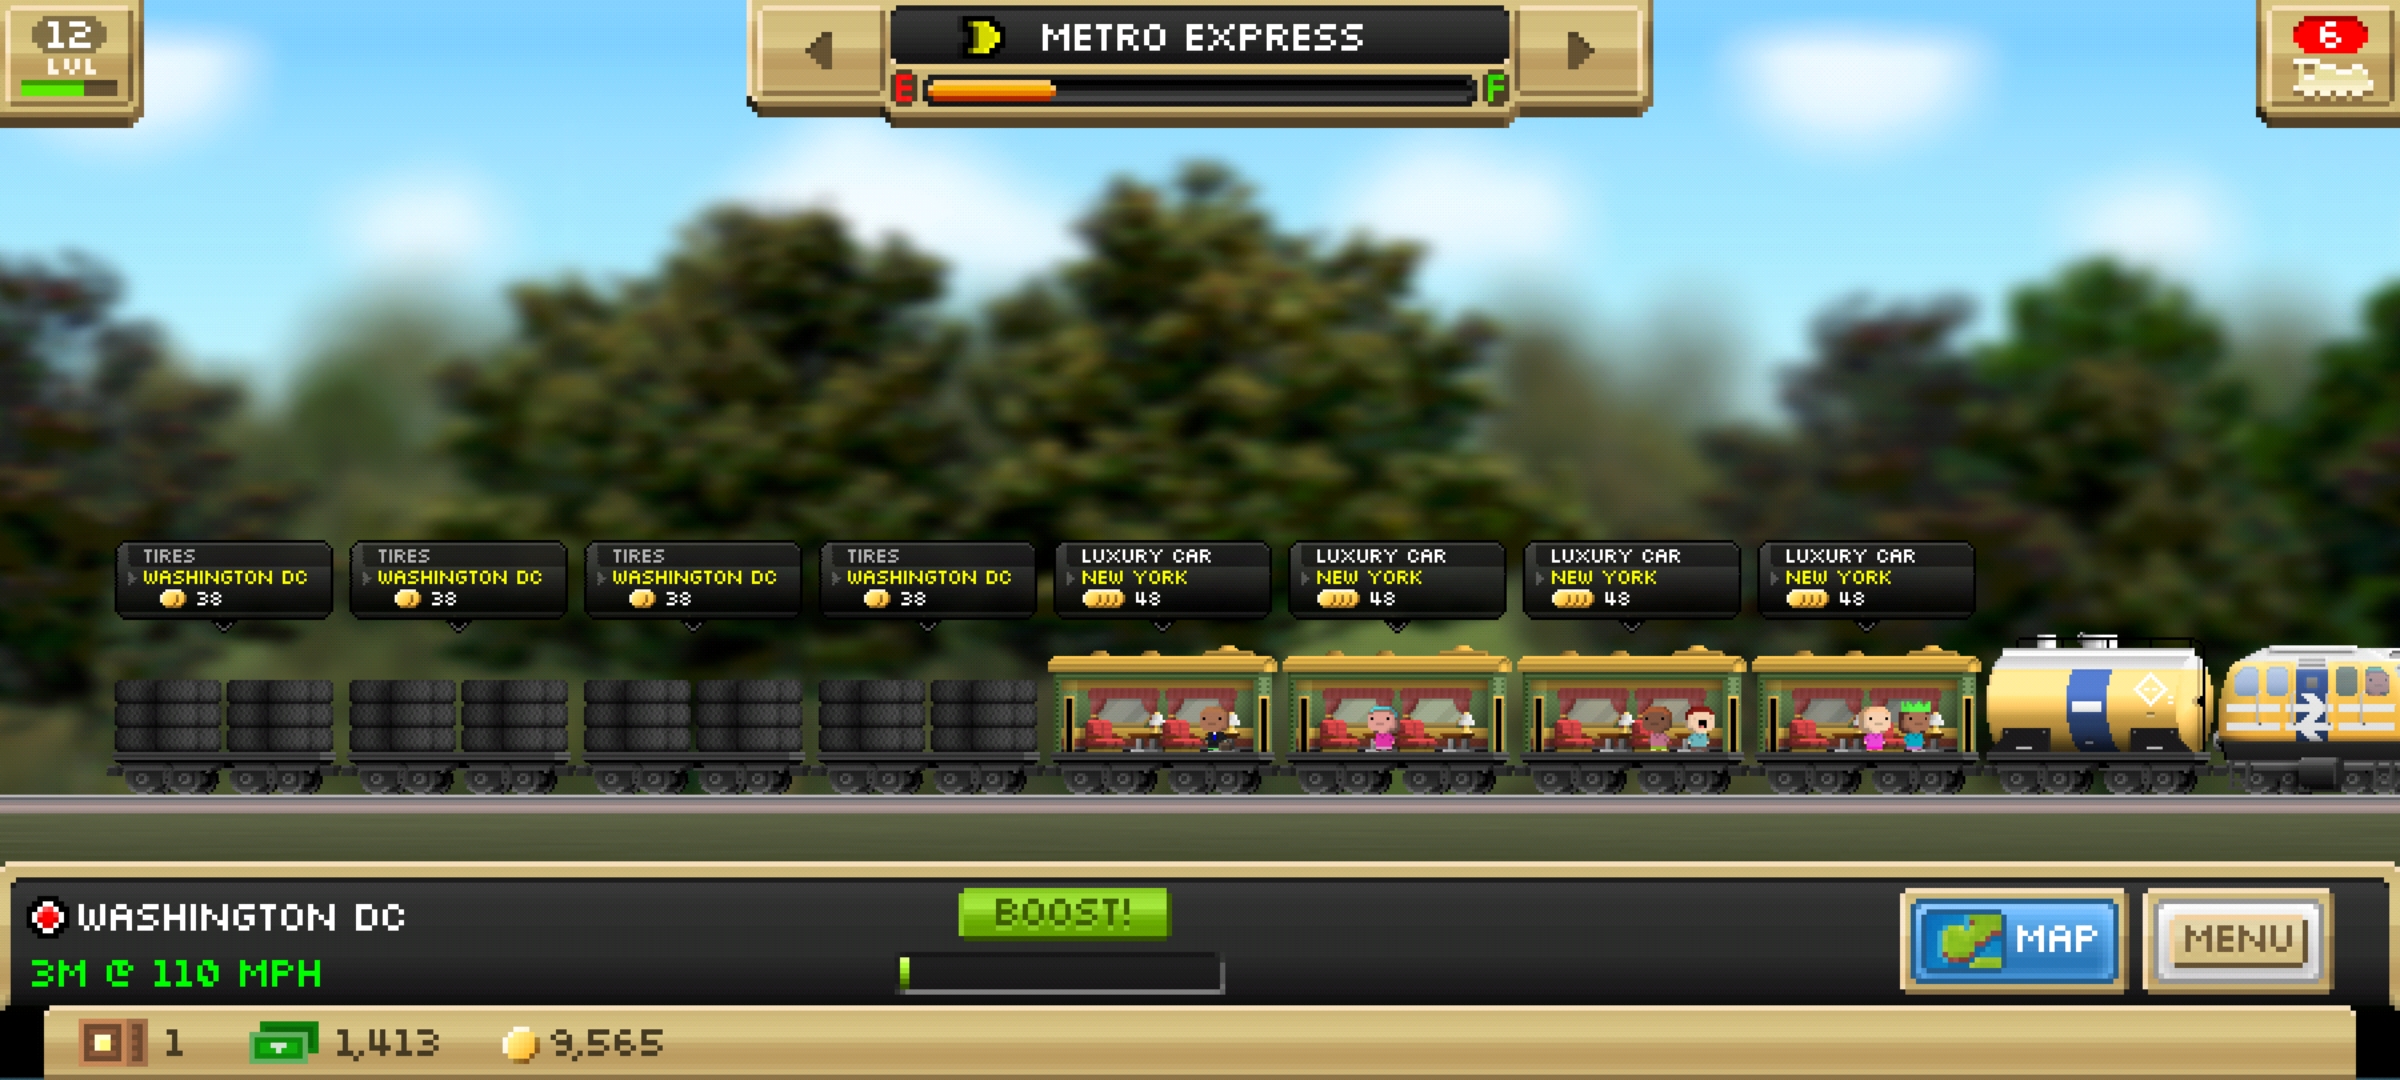 12
LVL
METRO EXPRESS
E F
6
TIRES
WASHINGTON DC
38
TIRES
WASHINGTON DC
38
TIRES
WASHINGTON DC
38
TIRES
WASHINGTON DC
38
LUXURY CAR
NEW YORK
48
LUXURY CAR
NEW YORK
48
LUXURY CAR
NEW YORK
48
LUXURY CAR
NEW YORK
48
WASHINGTON DC
3M @ 110 MPH
BOOST!
MAP
MENU
1 1,413 9,565